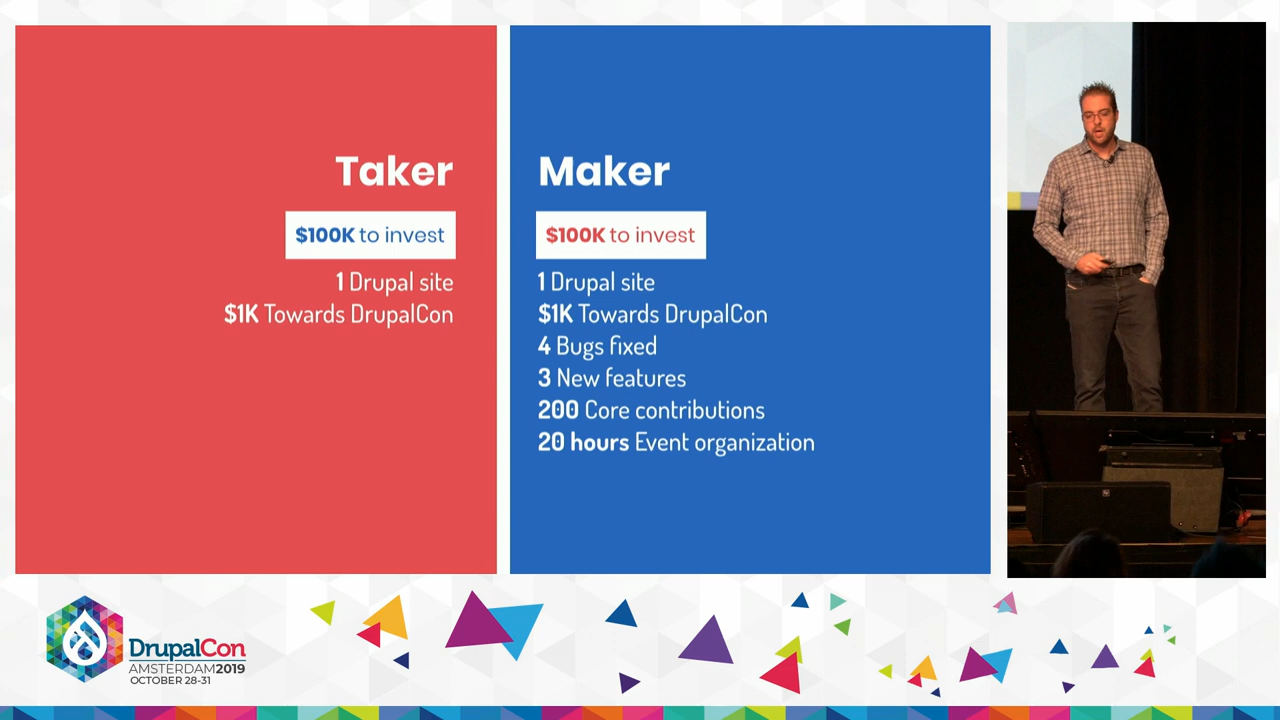 Taker
$100K to invest
1 Drupal site
$1K Towards DrupalCon
Maker
$100K to invest
1 Drupal site
$1K Towards DrupalCon
4 Bugs fixed
3 New features
200 Core contributions
20 hours Event organization
DrupalCon
AMSTERDAM2019
OCTOBER 28-31